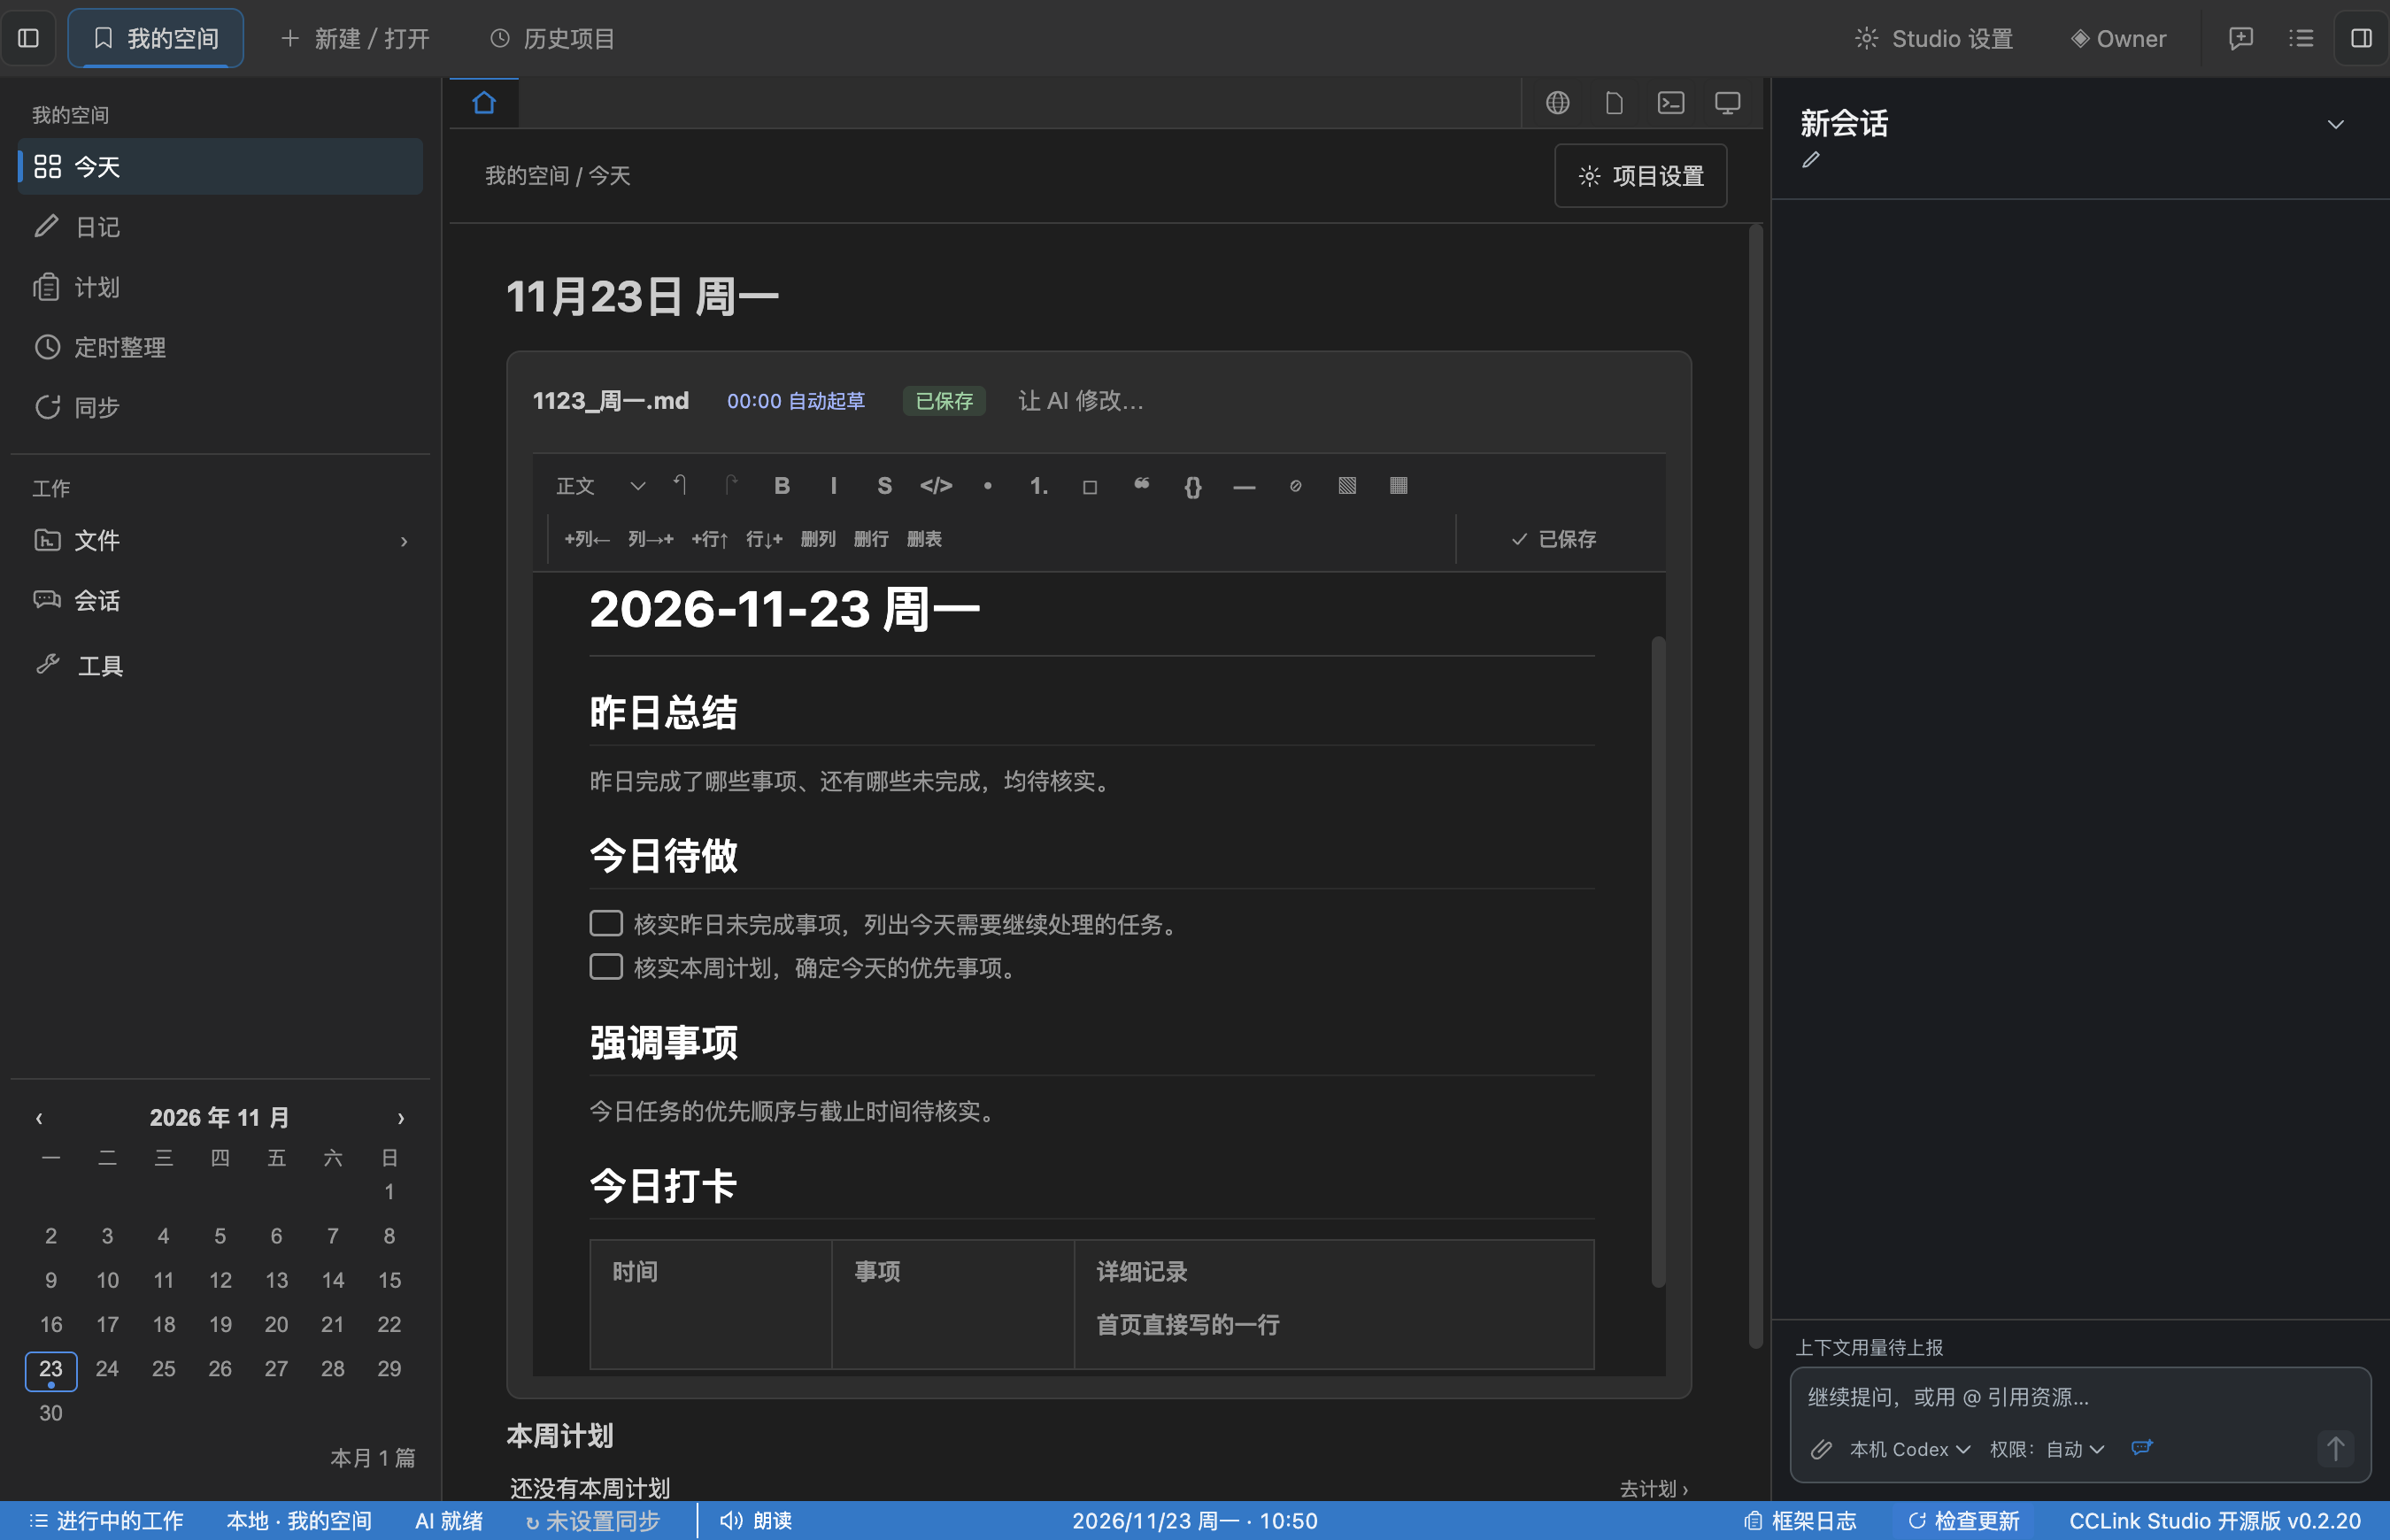 我的空间
新建 / 打开
历史项目
Studio 设置
Owner
我的空间
今天
日记
计划
定时整理
同步
工作
文件
会话
工具
2026 年 11 月
一 二 三 四 五 六 日
1
2 3 4 5 6 7 8
9 10 11 12 13 14 15
16 17 18 19 20 21 22
23 24 25 26 27 28 29
30
本月 1 篇
我的空间 / 今天
项目设置
11月23日 周一
1123_周一.md 00:00 自动起草 已保存 让 AI 修改...
正文 B I S </> • 1. ❝ {} —
+列← 列→+ +行↑ 行↓+ 删列 删行 删表 ✓ 已保存
2026-11-23 周一
昨日总结
昨日完成了哪些事项、还有哪些未完成，均待核实。
今日待做
核实昨日未完成事项，列出今天需要继续处理的任务。
核实本周计划，确定今天的优先事项。
强调事项
今日任务的优先顺序与截止时间待核实。
今日打卡
时间 事项 详细记录
首页直接写的一行
本周计划
还没有本周计划
去计划 ›
新会话
上下文用量待上报
继续提问，或用 @ 引用资源...
本机 Codex 权限：自动
进行中的工作 本地 · 我的空间 AI 就绪 未设置同步 朗读 2026/11/23 周一 · 10:50 框架日志 检查更新 CCLink Studio 开源版 v0.2.20